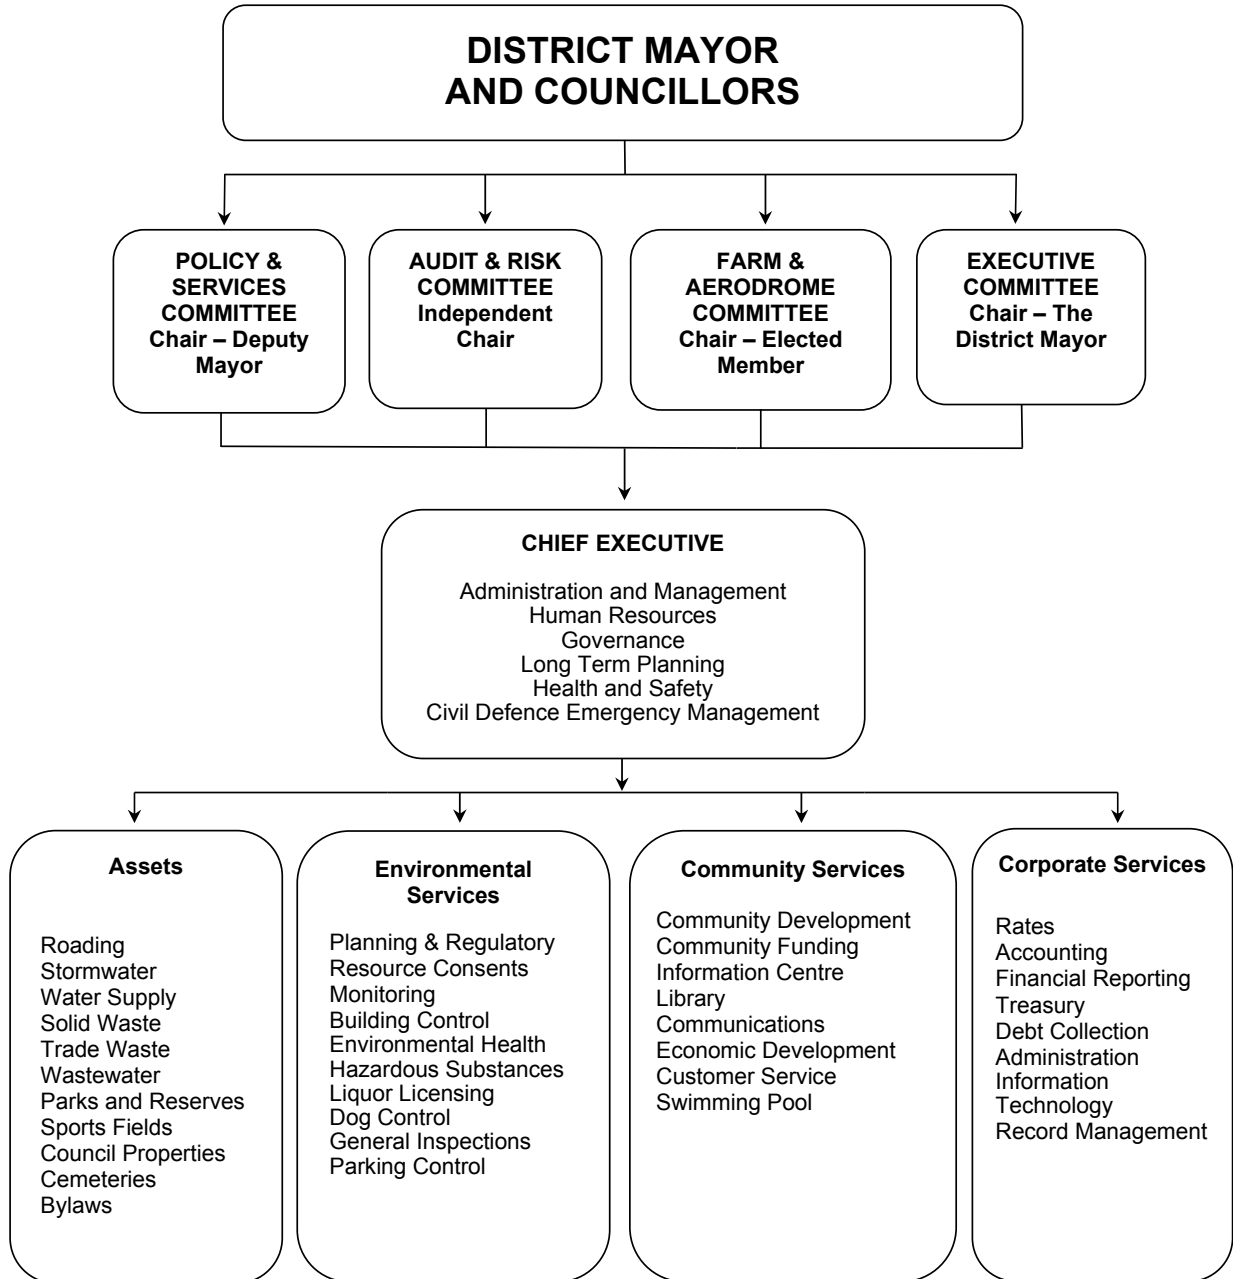 DISTRICT MAYOR
AND COUNCILLORS
POLICY &
SERVICES
COMMITTEE
Chair – Deputy
Mayor
AUDIT & RISK
COMMITTEE
Independent
Chair
FARM &
AERODROME
COMMITTEE
Chair – Elected
Member
EXECUTIVE
COMMITTEE
Chair – The
District Mayor
CHIEF EXECUTIVE
Administration and Management
Human Resources
Governance
Long Term Planning
Health and Safety
Civil Defence Emergency Management
Assets
Roading
Stormwater
Water Supply
Solid Waste
Trade Waste
Wastewater
Parks and Reserves
Sports Fields
Council Properties
Cemeteries
Bylaws
Environmental
Services
Planning & Regulatory
Resource Consents
Monitoring
Building Control
Environmental Health
Hazardous Substances
Liquor Licensing
Dog Control
General Inspections
Parking Control
Community Services
Community Development
Community Funding
Information Centre
Library
Communications
Economic Development
Customer Service
Swimming Pool
Corporate Services
Rates
Accounting
Financial Reporting
Treasury
Debt Collection
Administration
Information
Technology
Record Management